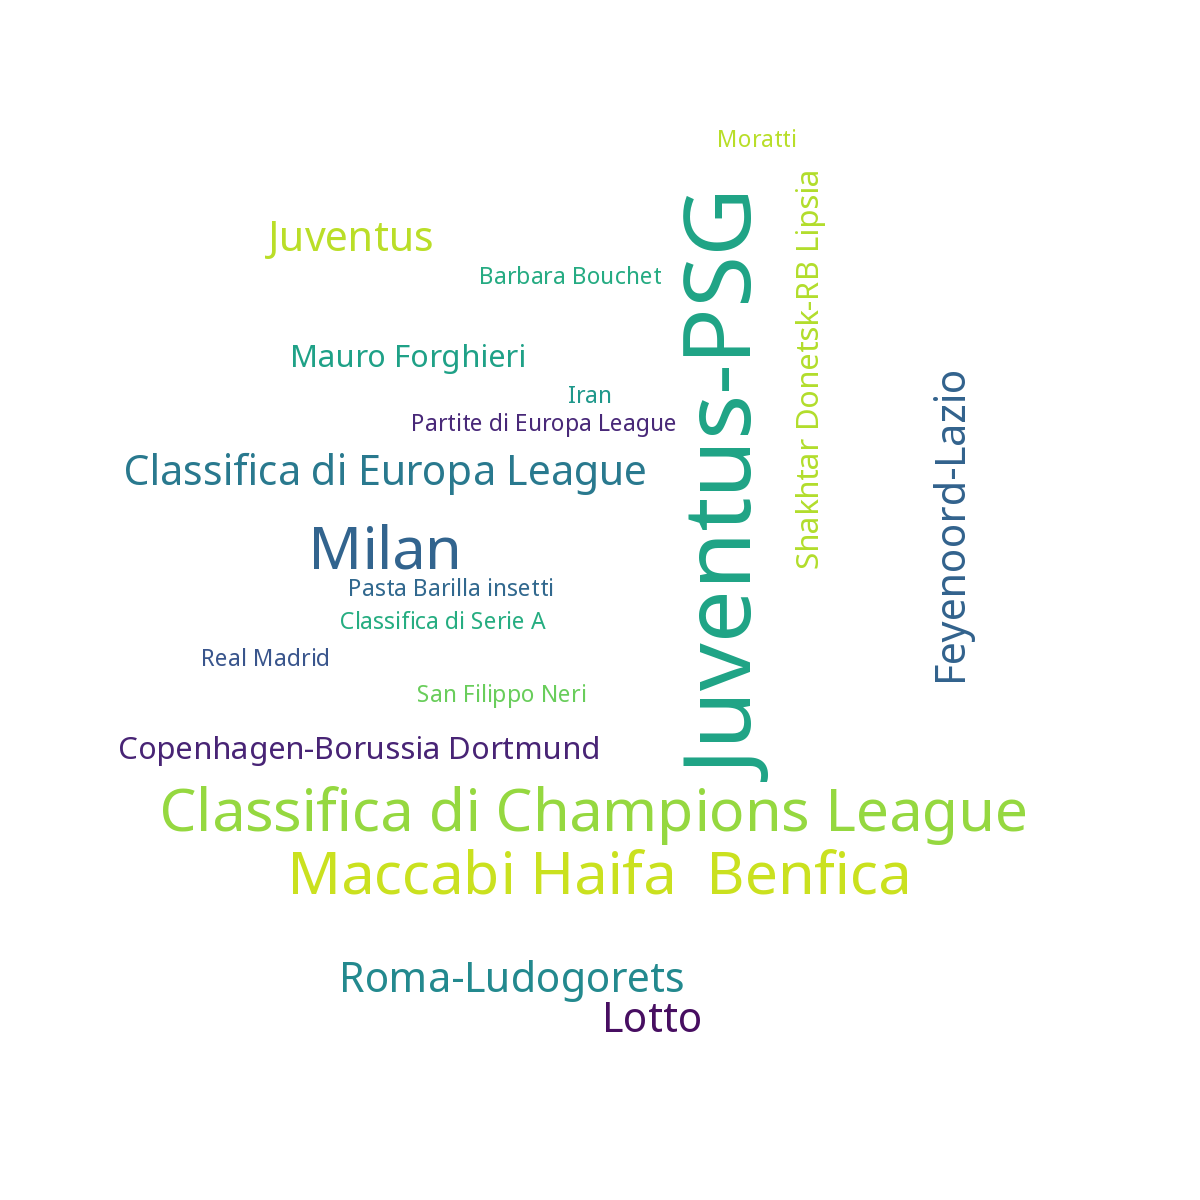 Moratti
Juventus
Barbara Bouchet
Mauro Forghieri
Iran
Partite di Europa League
Classifica di Europa League
Milan
Pasta Barilla insetti
Classifica di Serie A
Real Madrid
San Filippo Neri
Copenhagen-Borussia Dortmund
Juventus-PSG
Shakhtar Donetsk-RB Lipsia
Feyenoord-Lazio
Classifica di Champions League
Maccabi Haifa  Benfica
Roma-Ludogorets
Lotto